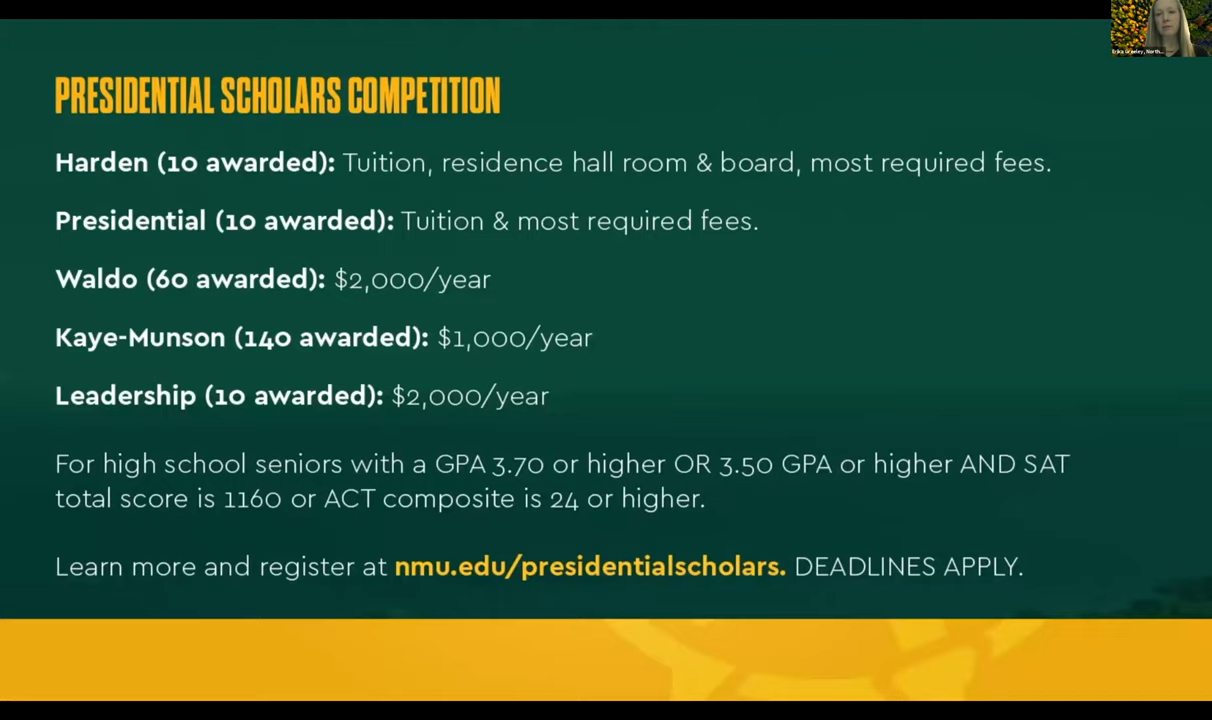 Erika Greeley, North...
PRESIDENTIAL SCHOLARS COMPETITION
Harden (10 awarded): Tuition, residence hall room & board, most required fees.
Presidential (10 awarded): Tuition & most required fees.
Waldo (60 awarded): $2,000/year
Kaye-Munson (140 awarded): $1,000/year
Leadership (10 awarded): $2,000/year
For high school seniors with a GPA 3.70 or higher OR 3.50 GPA or higher AND SAT
total score is 1160 or ACT composite is 24 or higher.
Learn more and register at nmu.edu/presidentialscholars. DEADLINES APPLY.